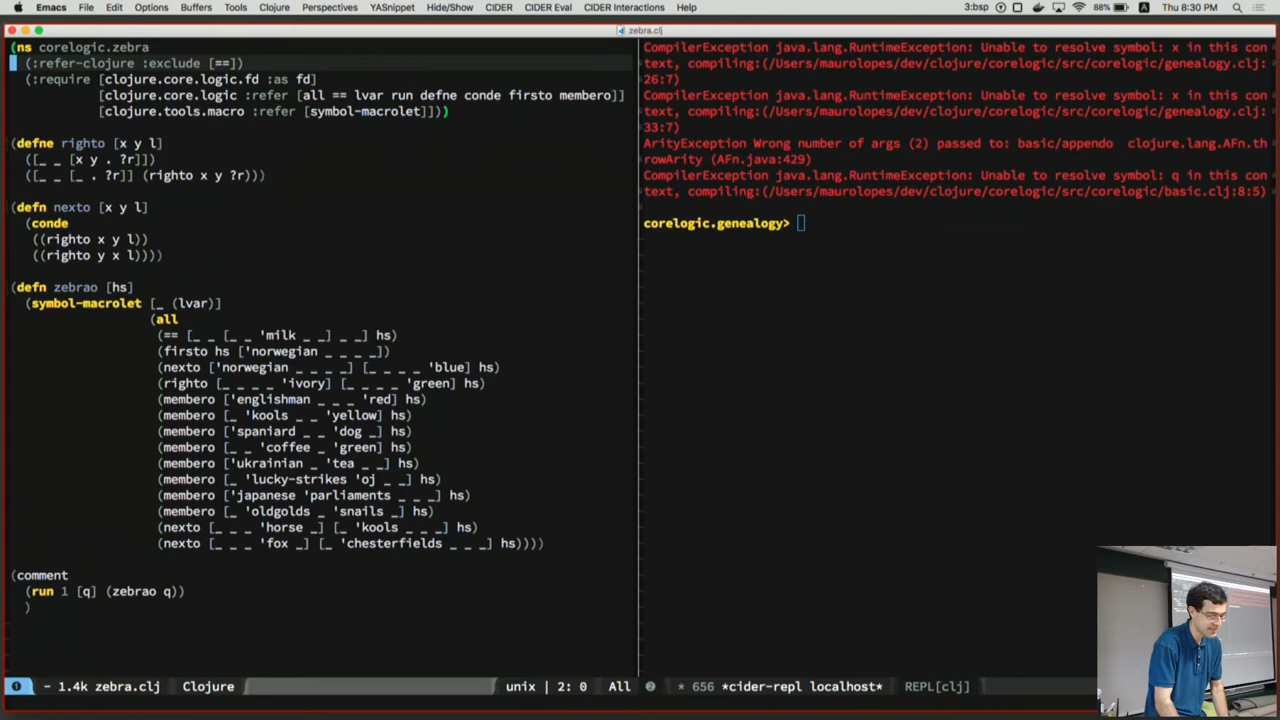 Emacs File Edit Options Buffers Tools Clojure Perspectives YASnippet Hide/Show CIDER CIDER Eval CIDER Interactions Help 3:bsp 88% A Thu 8:30 PM
zebra.clj
(ns corelogic.zebra
(:refer-clojure :exclude [==])
(:require [clojure.core.logic.fd :as fd]
[clojure.core.logic :refer [all == lvar run defne conde firsto membero]]
[clojure.tools.macro :refer [symbol-macrolet]]))
(defne righto [x y l]
([_ _ [x y . ?r]])
([_ _ [_ . ?r]] (righto x y ?r)))
(defn nexto [x y l]
(conde
((righto x y l))
((righto y x l))))
(defn zebrao [hs]
(symbol-macrolet [_ (lvar)]
(all
(== [_ _ [_ _ 'milk _ _] _ _] hs)
(firsto hs ['norwegian _ _ _ _])
(nexto ['norwegian _ _ _ _] [_ _ _ _ 'blue] hs)
(righto [_ _ _ _ 'ivory] [_ _ _ _ 'green] hs)
(membero ['englishman _ _ _ 'red] hs)
(membero [_ 'kools _ _ 'yellow] hs)
(membero ['spaniard _ _ 'dog _] hs)
(membero [_ _ 'coffee _ 'green] hs)
(membero ['ukrainian _ 'tea _ _] hs)
(membero [_ 'lucky-strikes 'oj _ _] hs)
(membero ['japanese 'parliaments _ _ _] hs)
(membero [_ 'oldgolds _ 'snails _] hs)
(nexto [_ _ _ 'horse _] [_ 'kools _ _ _] hs)
(nexto [_ _ _ 'fox _] [_ 'chesterfields _ _ _] hs))))
(comment
(run 1 [q] (zebrao q))
)
1 - 1.4k zebra.clj Clojure unix | 2: 0 All
CompilerException java.lang.RuntimeException: Unable to resolve symbol: x in this con
text, compiling:(/Users/maurolopes/dev/clojure/corelogic/src/corelogic/genealogy.clj:
26:7)
CompilerException java.lang.RuntimeException: Unable to resolve symbol: x in this con
text, compiling:(/Users/maurolopes/dev/clojure/corelogic/src/corelogic/genealogy.clj:
33:7)
ArityException Wrong number of args (2) passed to: basic/appendo clojure.lang.AFn.th
rowArity (AFn.java:429)
CompilerException java.lang.RuntimeException: Unable to resolve symbol: q in this con
text, compiling:(/Users/maurolopes/dev/clojure/corelogic/src/corelogic/basic.clj:8:5)
corelogic.genealogy>
2 * 656 *cider-repl localhost* REPL[clj]